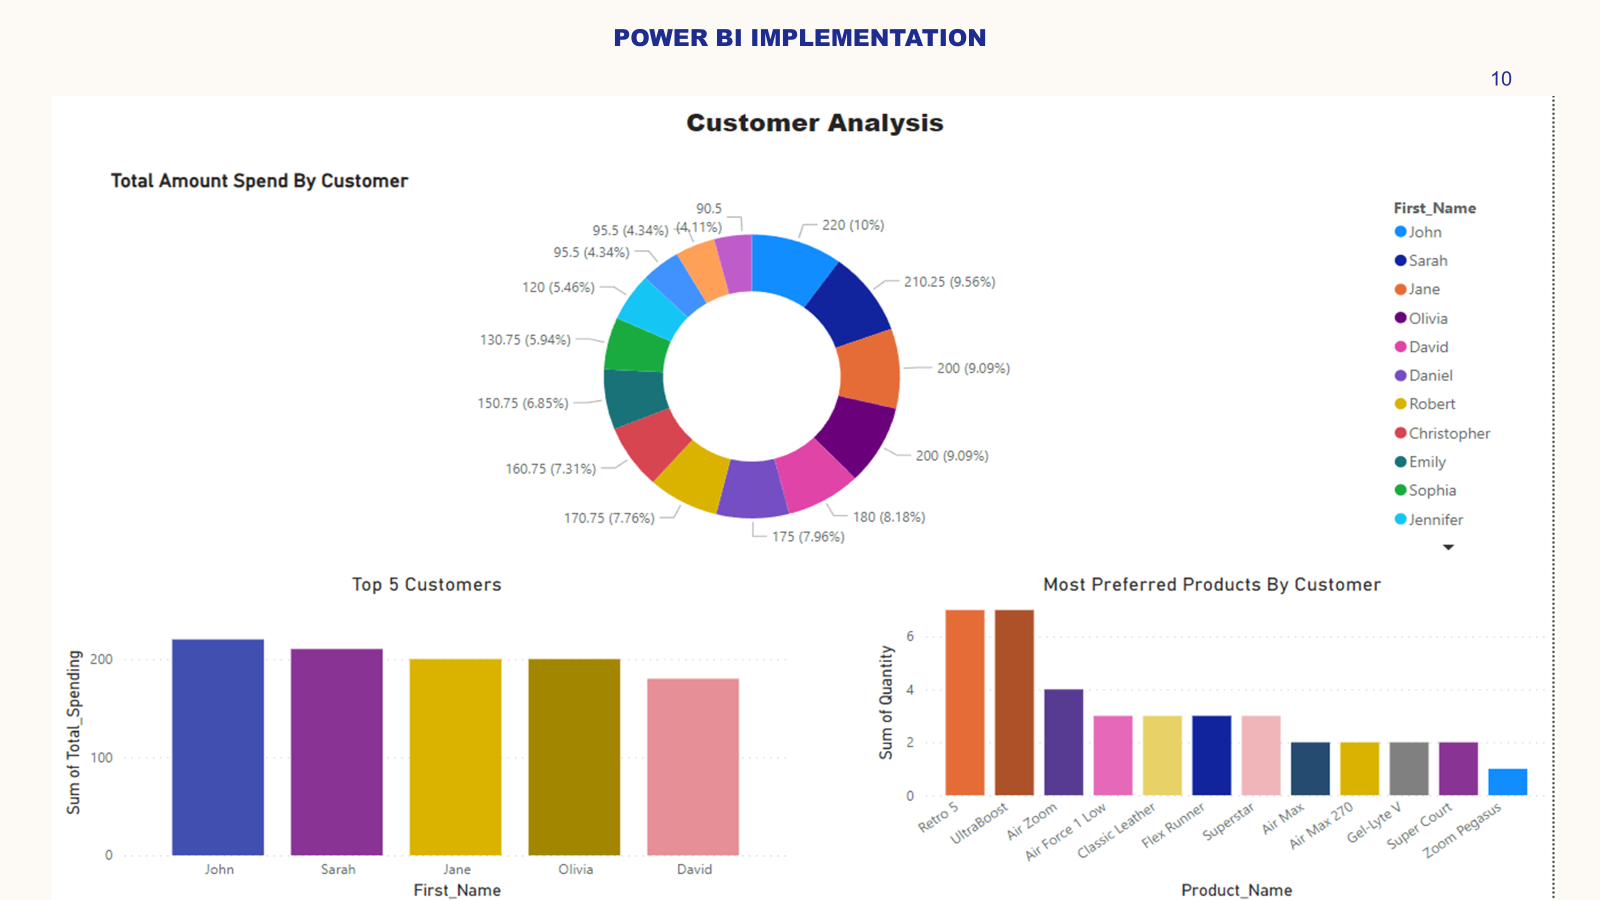 POWER BI IMPLEMENTATION
10
Customer Analysis
Total Amount Spend By Customer
90.5
(4.11%)
95.5 (4.34%)
95.5 (4.34%)
120 (5.46%)
130.75 (5.94%)
150.75 (6.85%)
160.75 (7.31%)
170.75 (7.76%)
220 (10%)
210.25 (9.56%)
200 (9.09%)
200 (9.09%)
180 (8.18%)
175 (7.96%)
First_Name
John
Sarah
Jane
Olivia
David
Daniel
Robert
Christopher
Emily
Sophia
Jennifer
Top 5 Customers
Sum of Total_Spending
200
100
0
John
Sarah
Jane
Olivia
David
First_Name
Most Preferred Products By Customer
Sum of Quantity
6
4
2
0
Retro 5
UltraBoost
Air Zoom
Air Force 1 Low
Classic Leather
Flex Runner
Superstar
Air Max
Air Max 270
Gel-Lyte V
Super Court
Zoom Pegasus
Product_Name